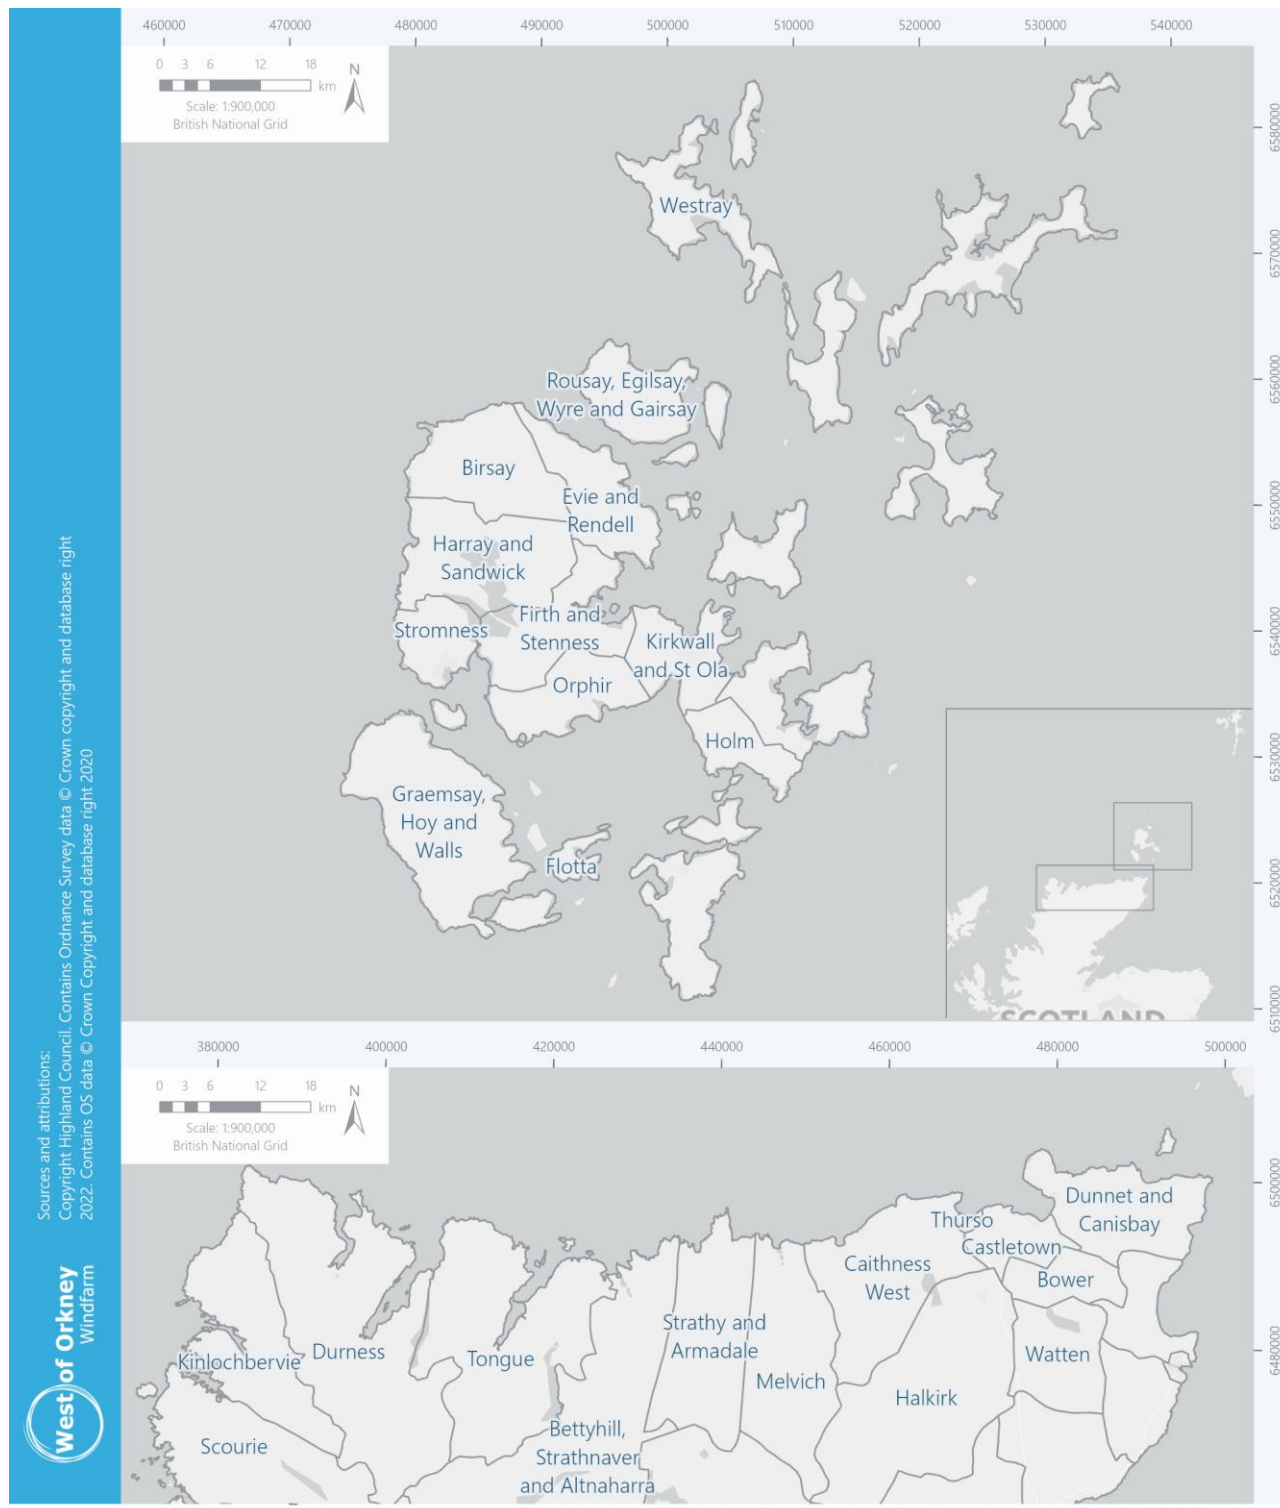 460000 470000 480000 490000 500000 510000 520000 530000 540000
0 3 6 12 18
km
N
Scale: 1:900,000
British National Grid
6580000
6570000
6560000
6550000
6540000
6530000
6520000
6510000
Westray
Rousay, Egilsay,
Wyre and Gairsay
Birsay
Evie and
Rendell
Harray and
Sandwick
Firth and
Stenness
Stromness
Kirkwall
and St Ola
Orphir
Holm
Graemsay,
Hoy and
Walls
Flotta
SCOTLAND
380000 400000 420000 440000 460000 480000 500000
0 3 6 12 18
km
N
Scale: 1:900,000
British National Grid
6500000
6480000
Dunnet and
Canisbay
Thurso
Castletown
Caithness
West
Bower
Strathy and
Armadale
Watten
Kinlochbervie
Durness
Tongue
Melvich
Halkirk
Scourie
Bettyhill,
Strathnaver
and Altnaharra
Sources and attributions:
Copyright Highland Council. Contains Ordnance Survey data © Crown copyright and database right
2022. Contains OS data © Crown Copyright and database right 2020
West of Orkney
Windfarm